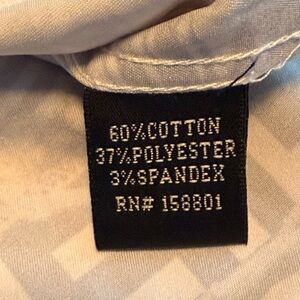 60%COTTON
37%POLYESTER
3%SPANDEX
RN# 158801